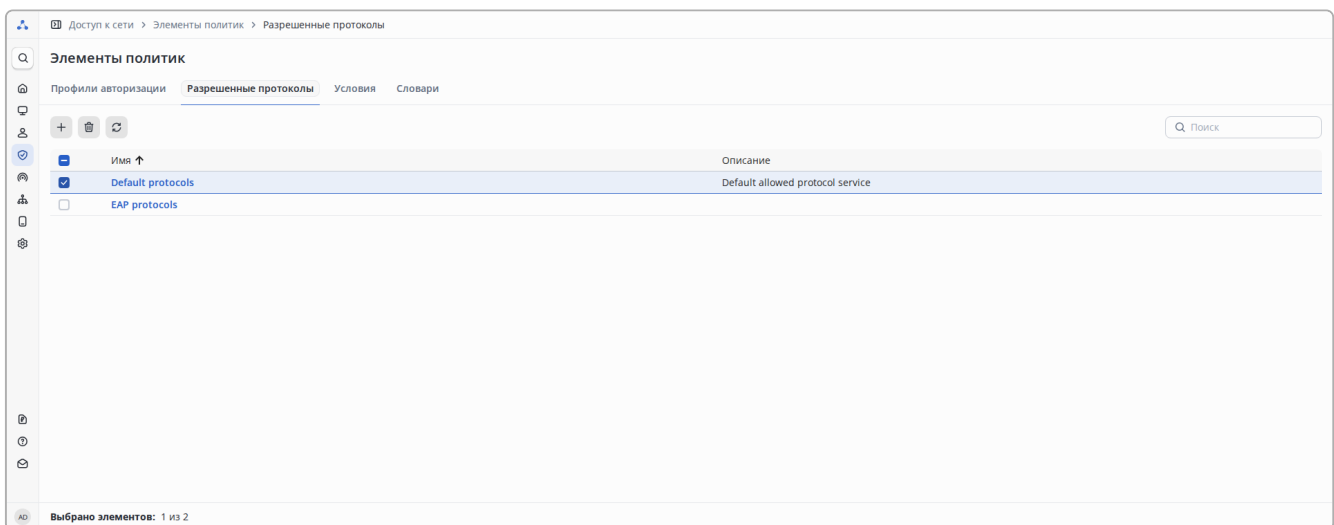 Доступ к сети > Элементы политик > Разрешенные протоколы
Элементы политик
Профили авторизации Разрешенные протоколы Условия Словари
Поиск
Имя ↑ Описание
Default protocols Default allowed protocol service
EAP protocols
AD Выбрано элементов: 1 из 2